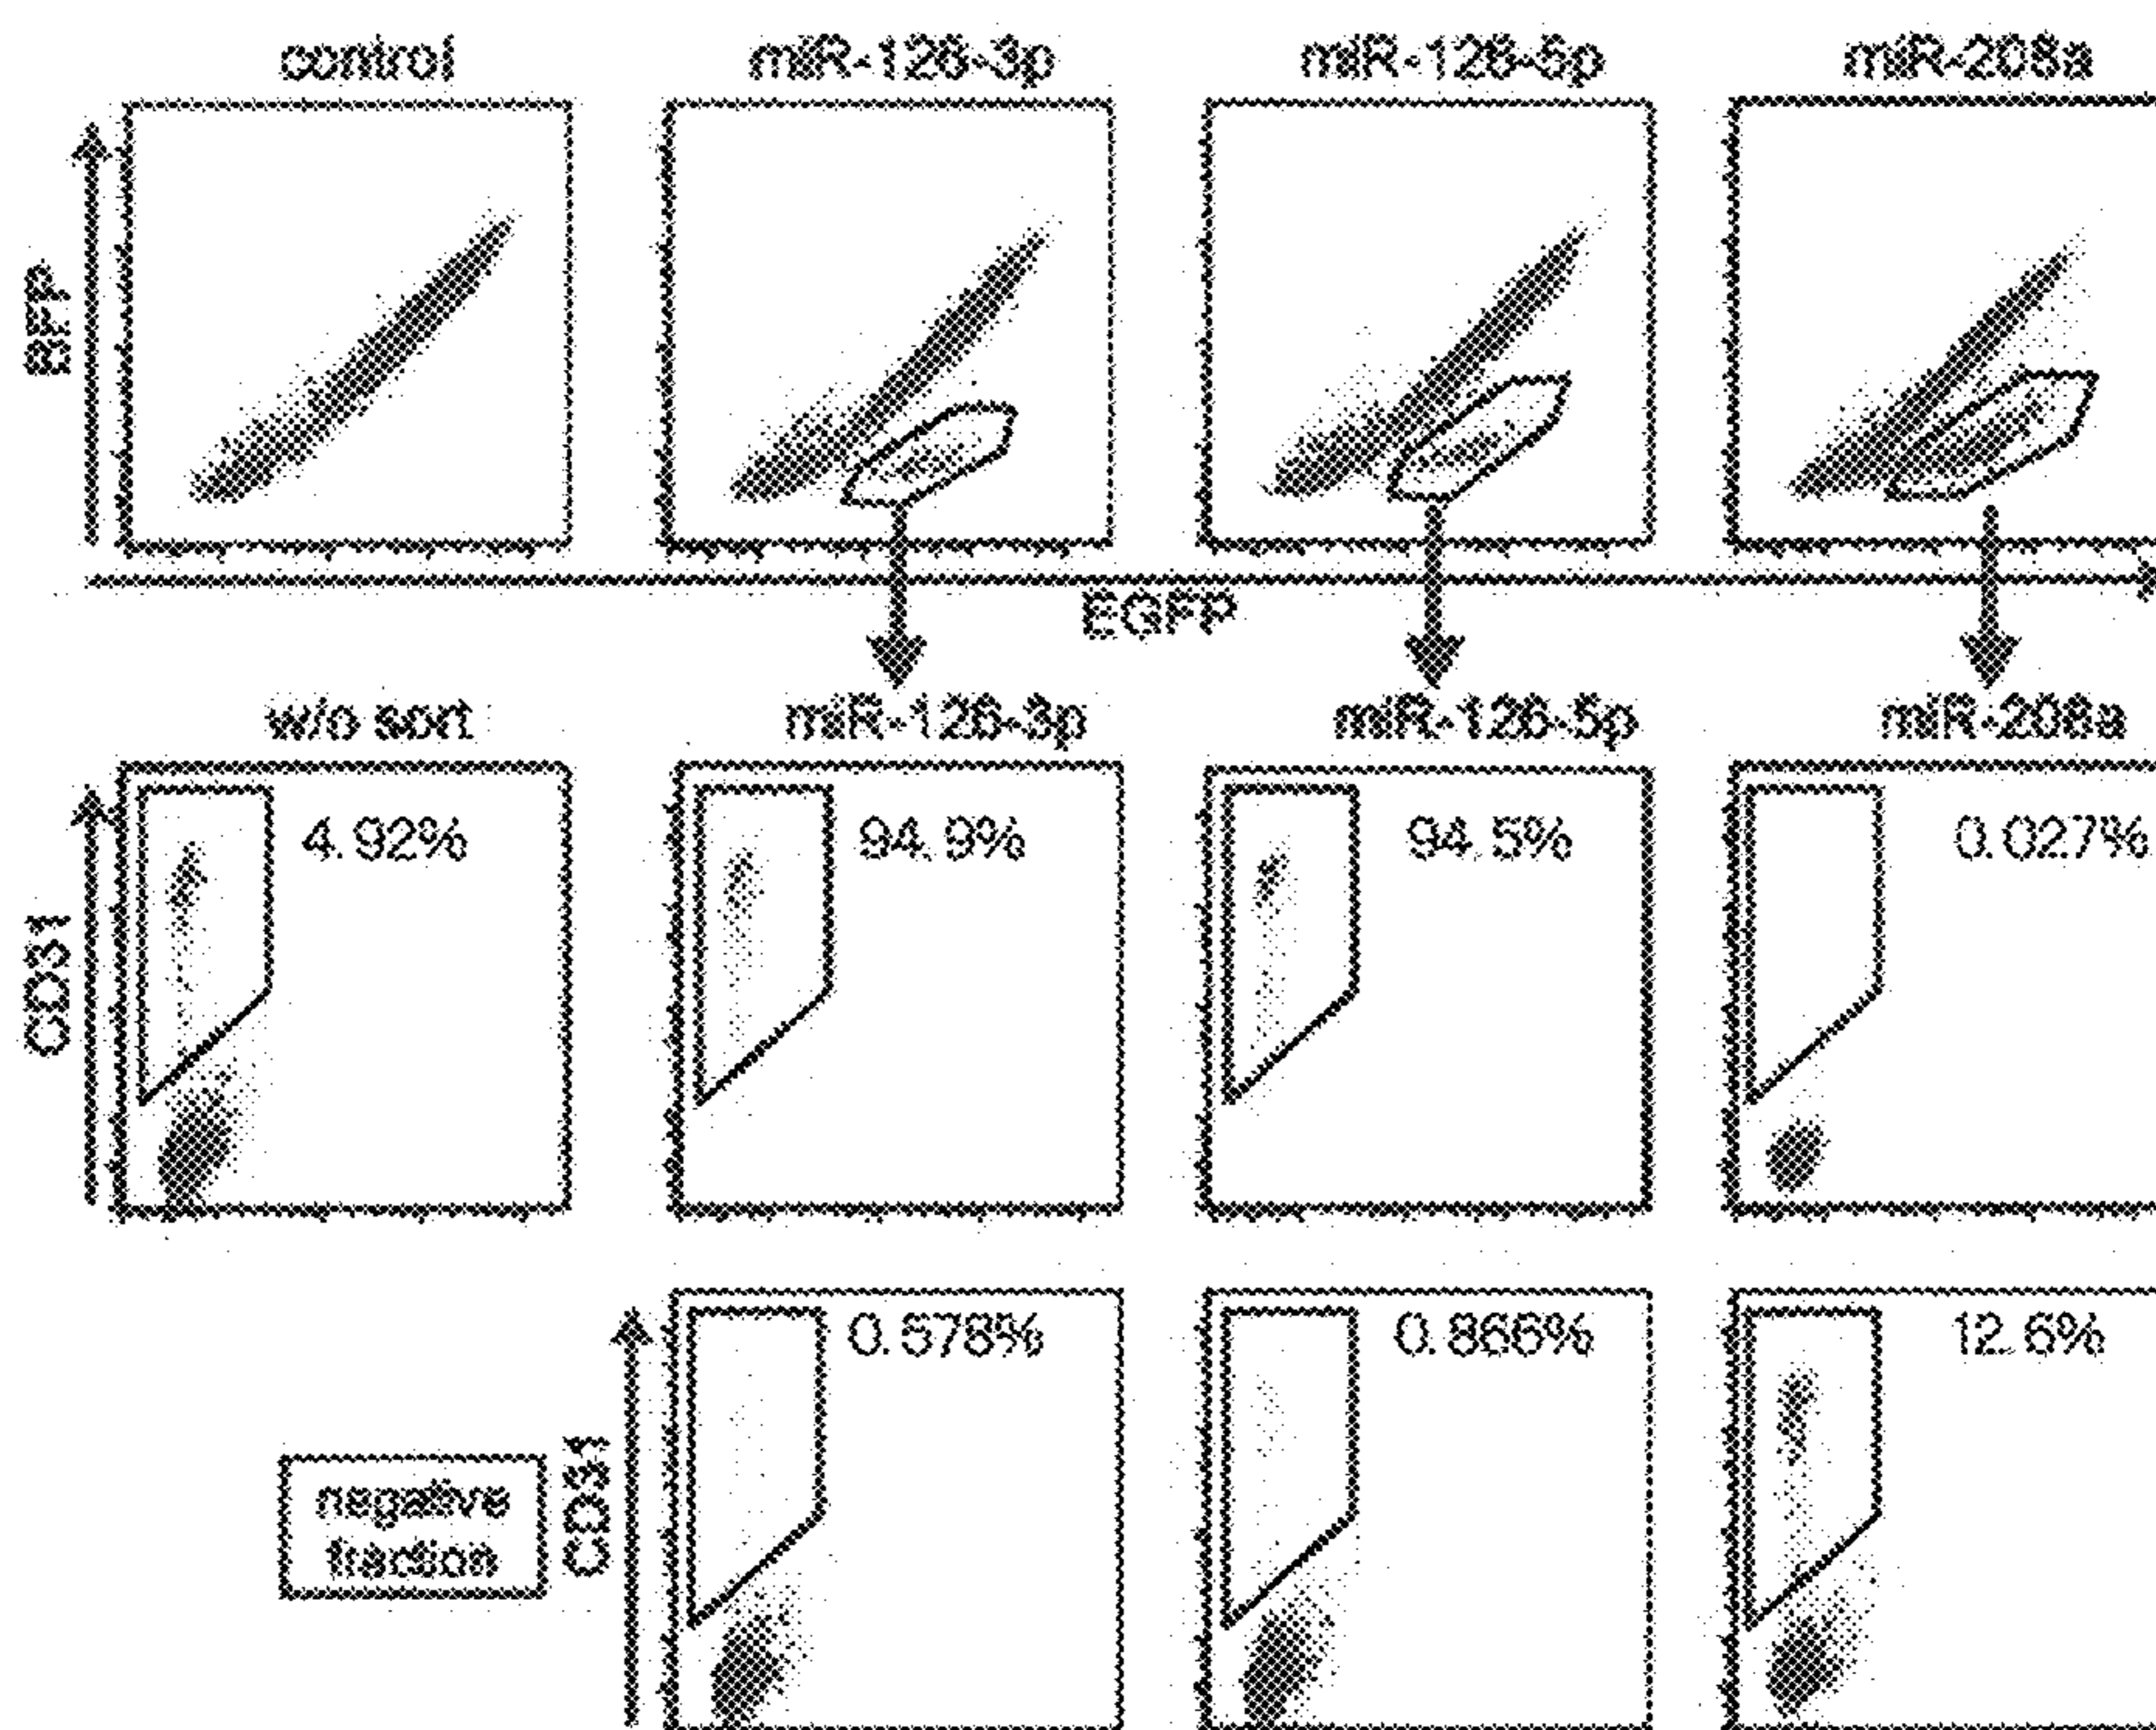 control miR-126-3p miR-126-5p miR-208a
BFP
EGFP
w/o sort miR-126-3p miR-126-5p miR-208a
CD31
4.92% 94.9% 94.5% 0.027%
0.678% 0.866% 12.6%
CD31
negative
fraction